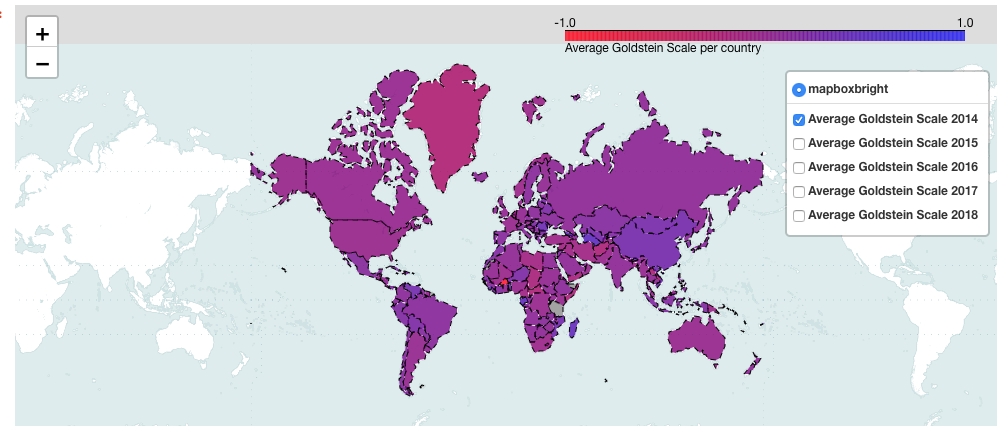 +
−
-1.0 1.0
Average Goldstein Scale per country
mapboxbright
Average Goldstein Scale 2014
Average Goldstein Scale 2015
Average Goldstein Scale 2016
Average Goldstein Scale 2017
Average Goldstein Scale 2018